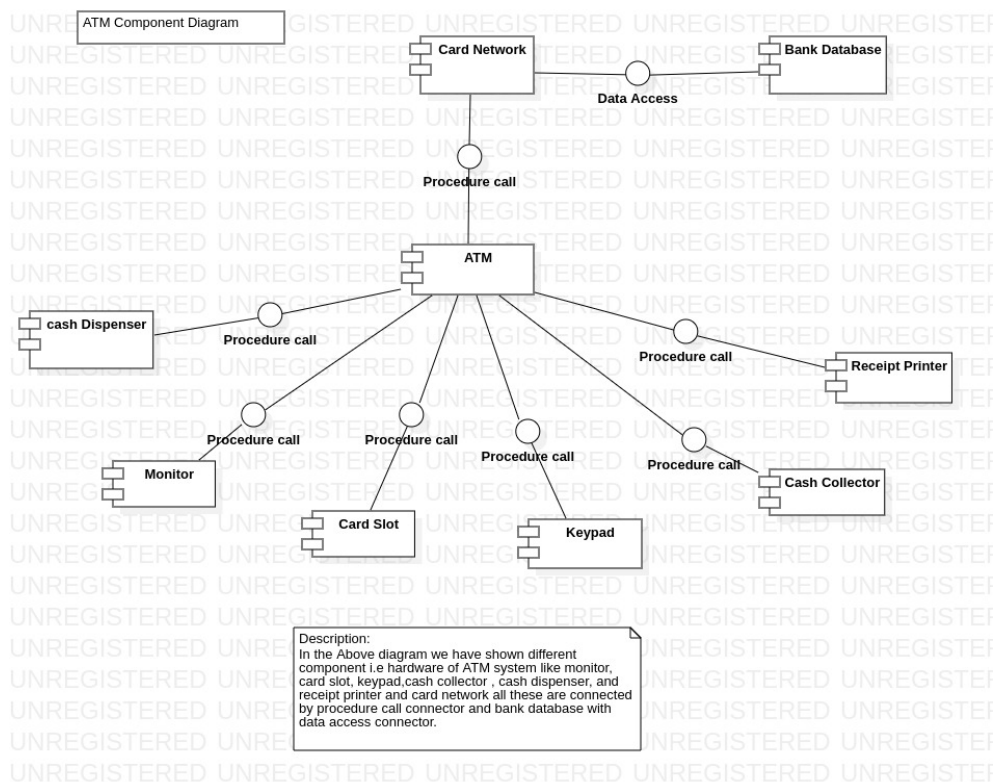 ATM Component Diagram
Card Network
Bank Database
Data Access
Procedure call
ATM
cash Dispenser
Procedure call
Procedure call
Receipt Printer
Procedure call
Procedure call
Procedure call
Procedure call
Monitor
Cash Collector
Card Slot
Keypad
Description:
In the Above diagram we have shown different
component i.e hardware of ATM system like monitor,
card slot, keypad,cash collector , cash dispenser, and
receipt printer and card network all these are connected
by procedure call connector and bank database with
data access connector.
UNREGISTERED